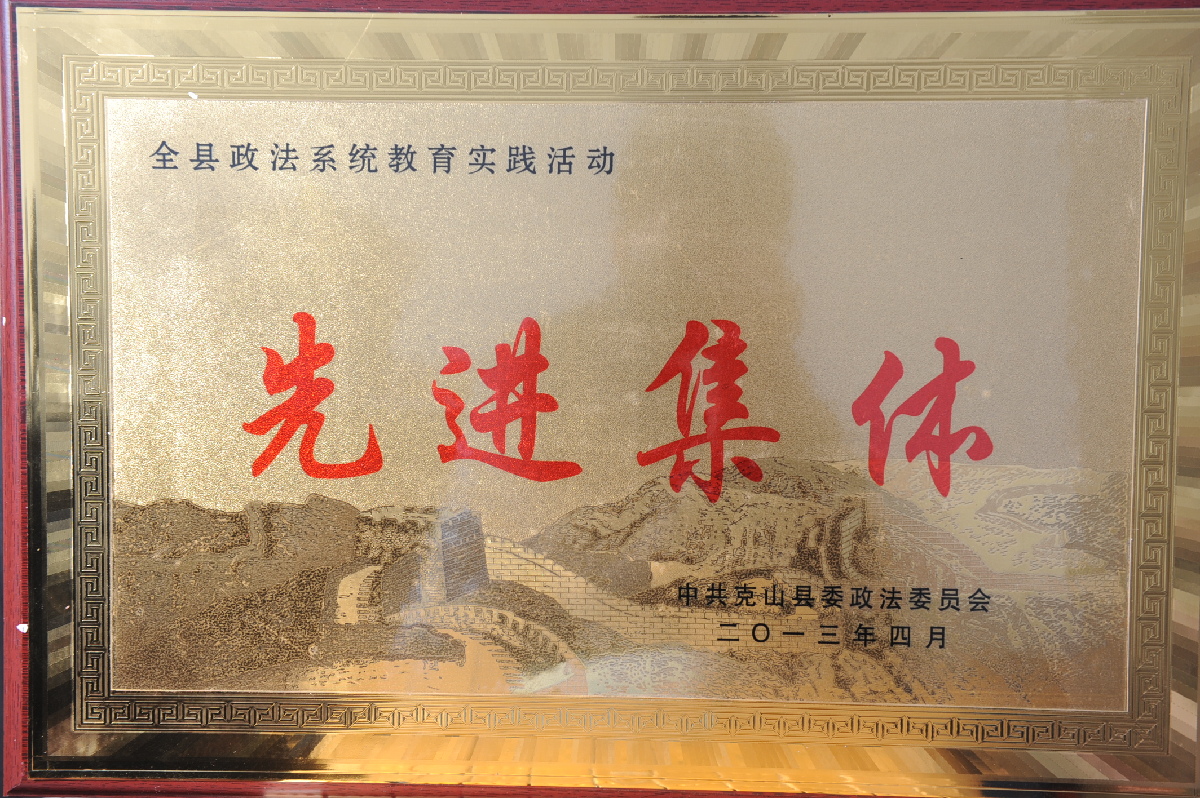 全县政法系统教育实践活动
先进集体
中共克山县委政法委员会
二〇一三年四月